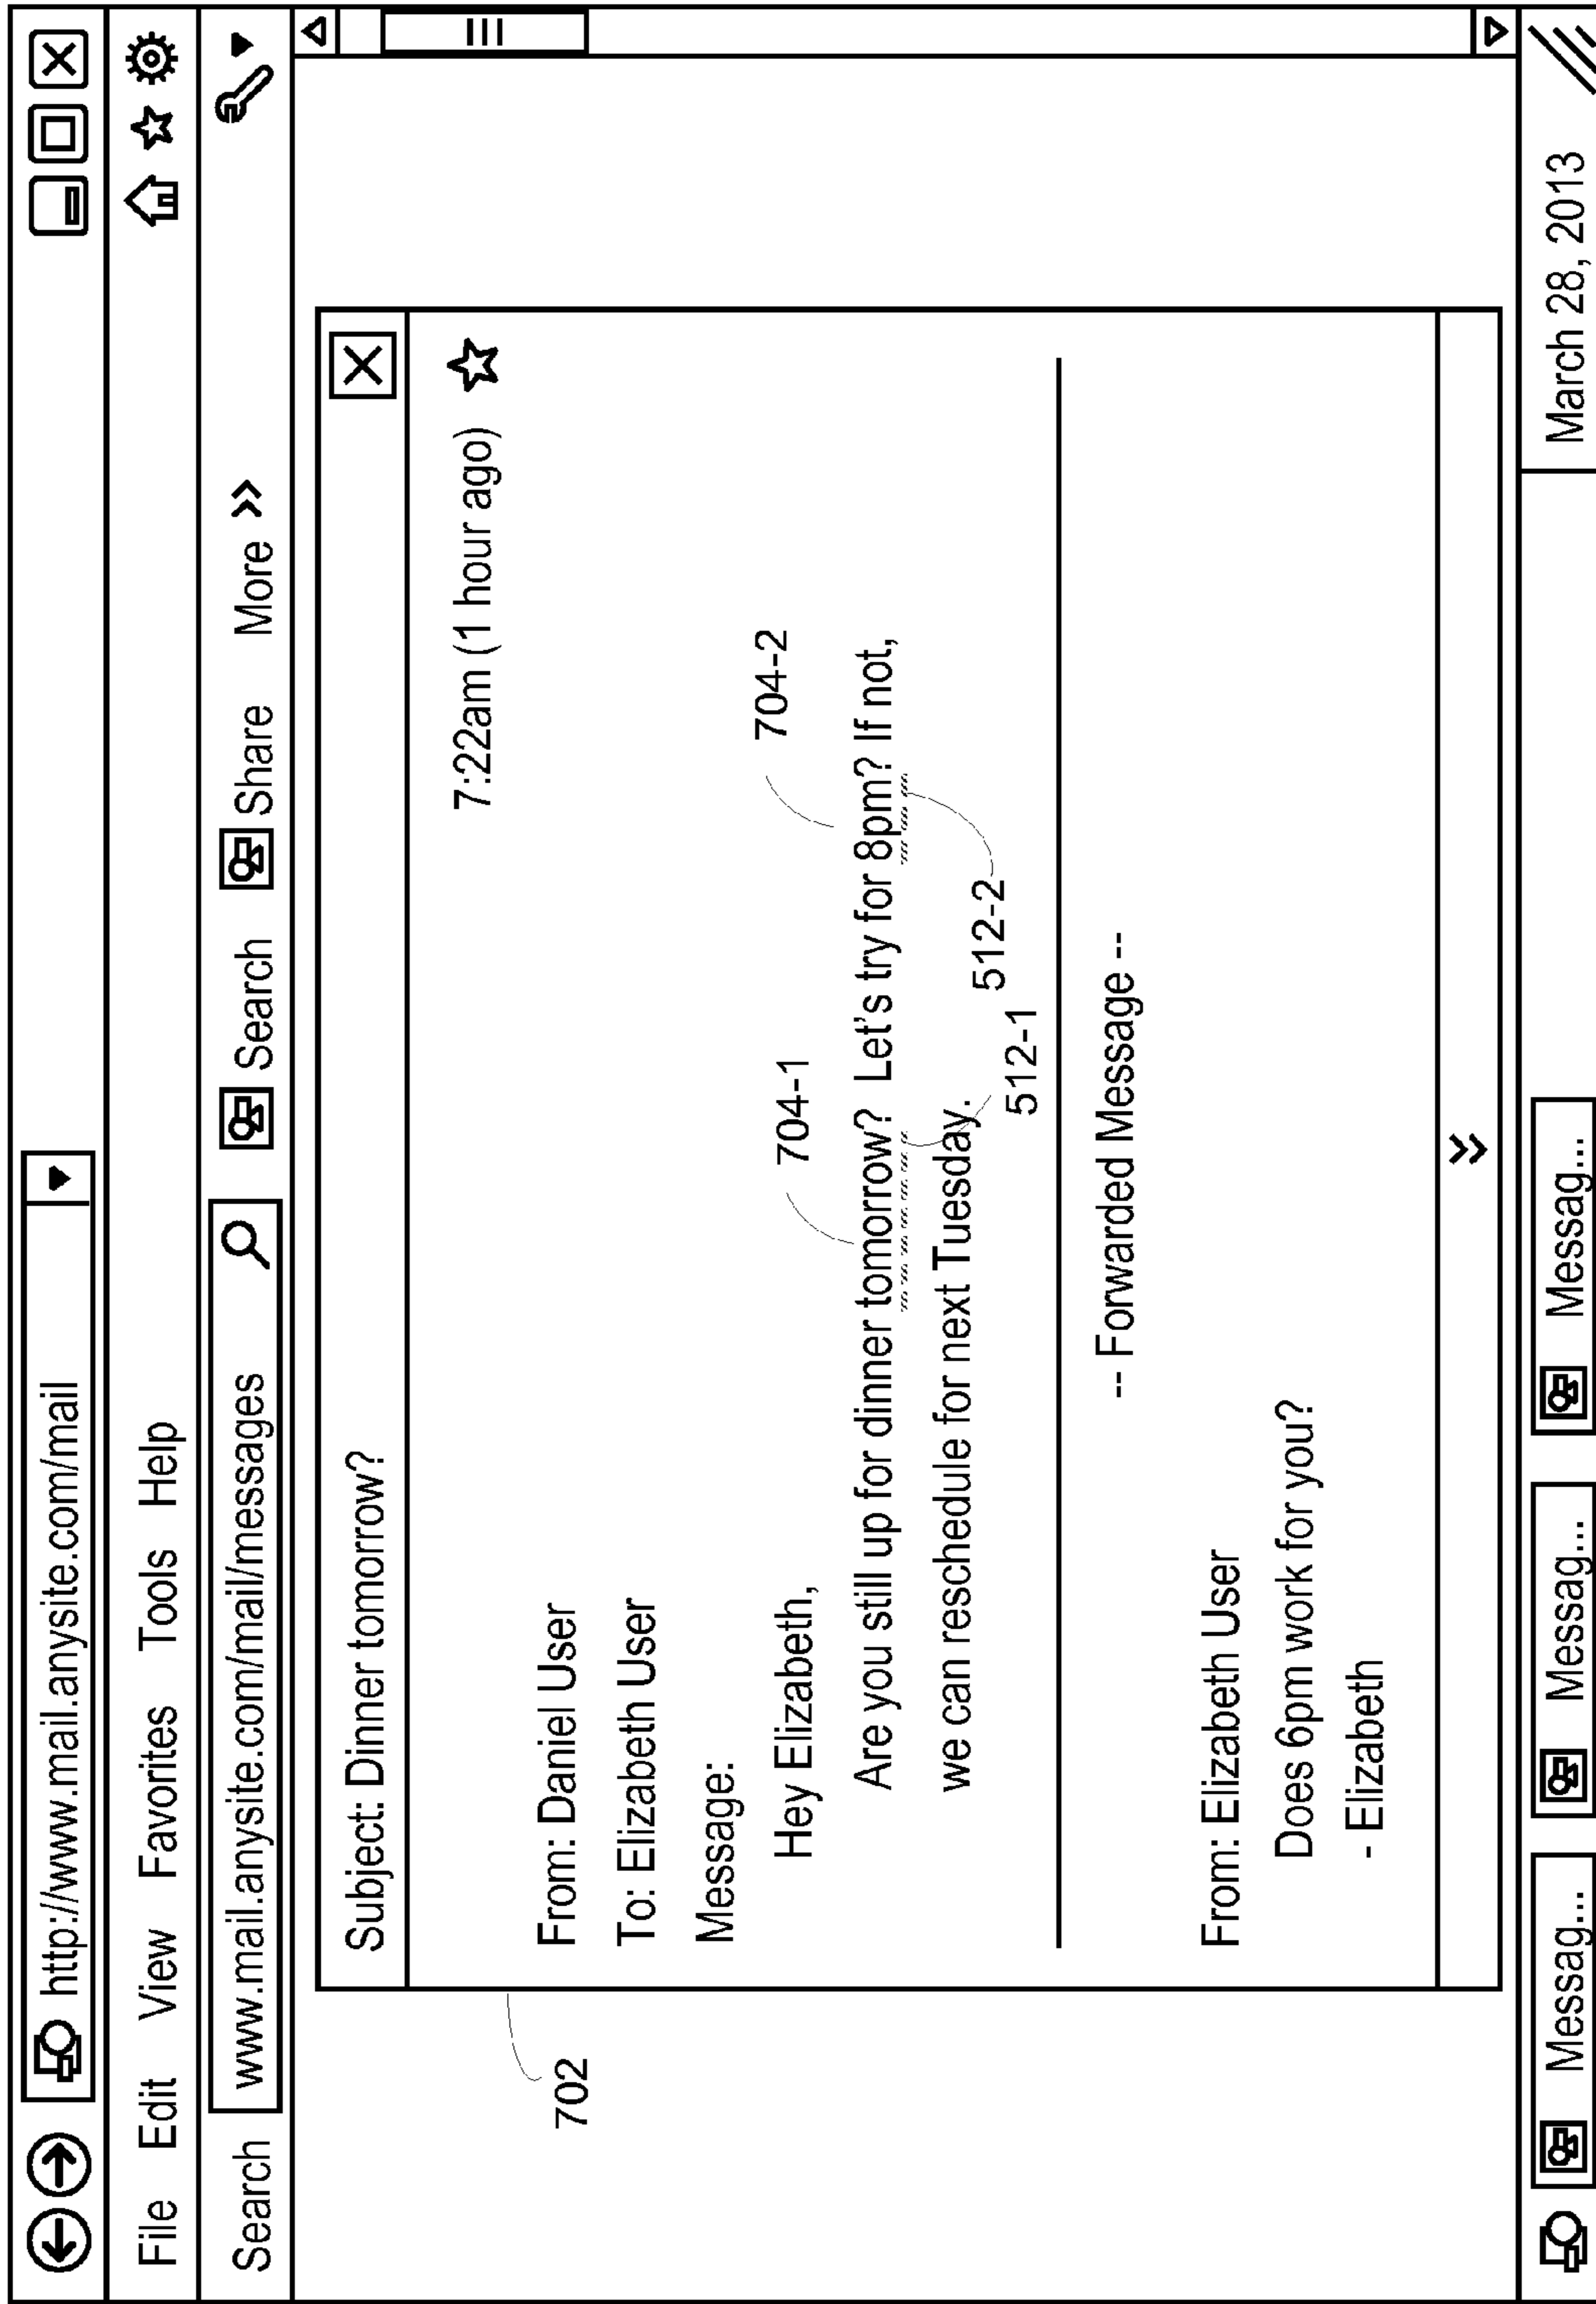 http://www.mail.anysite.com/mail
File Edit View Favorites Tools Help
Search www.mail.anysite.com/mail/messages Search Share More »
Subject: Dinner tomorrow?
7:22am (1 hour ago)
702
From: Daniel User
To: Elizabeth User
Message:
704-1 704-2
Hey Elizabeth,
Are you still up for dinner tomorrow? Let's try for 8pm? If not,
we can reschedule for next Tuesday.
512-1 512-2
-- Forwarded Message --
From: Elizabeth User
Does 6pm work for you?
- Elizabeth
Messag... Messag... Messag... March 28, 2013